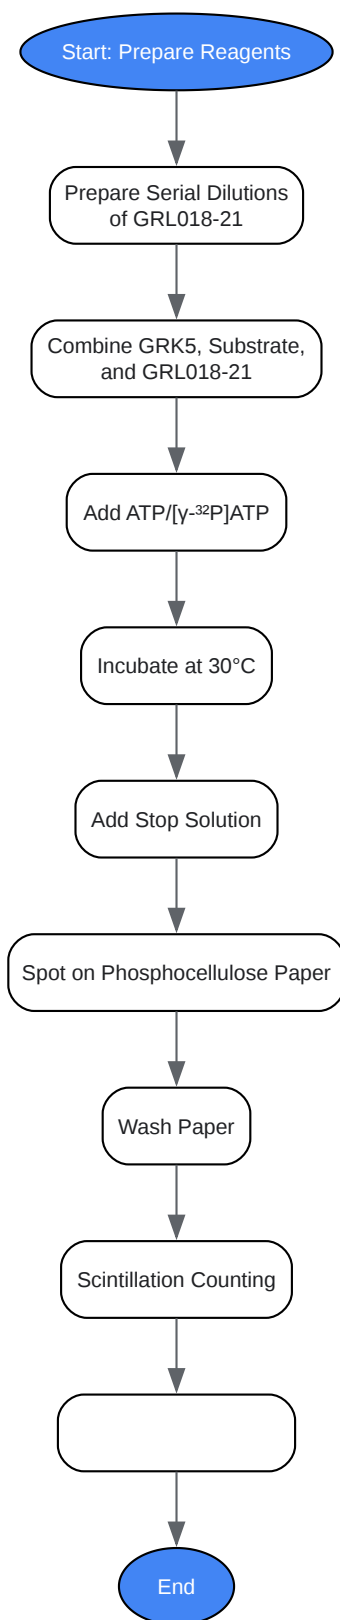 Start: Prepare Reagents
Prepare Serial Dilutions
of GRL018-21
Combine GRK5, Substrate,
and GRL018-21
Add ATP/[γ-³²P]ATP
Incubate at 30°C
Add Stop Solution
Spot on Phosphocellulose Paper
Wash Paper
Scintillation Counting
End